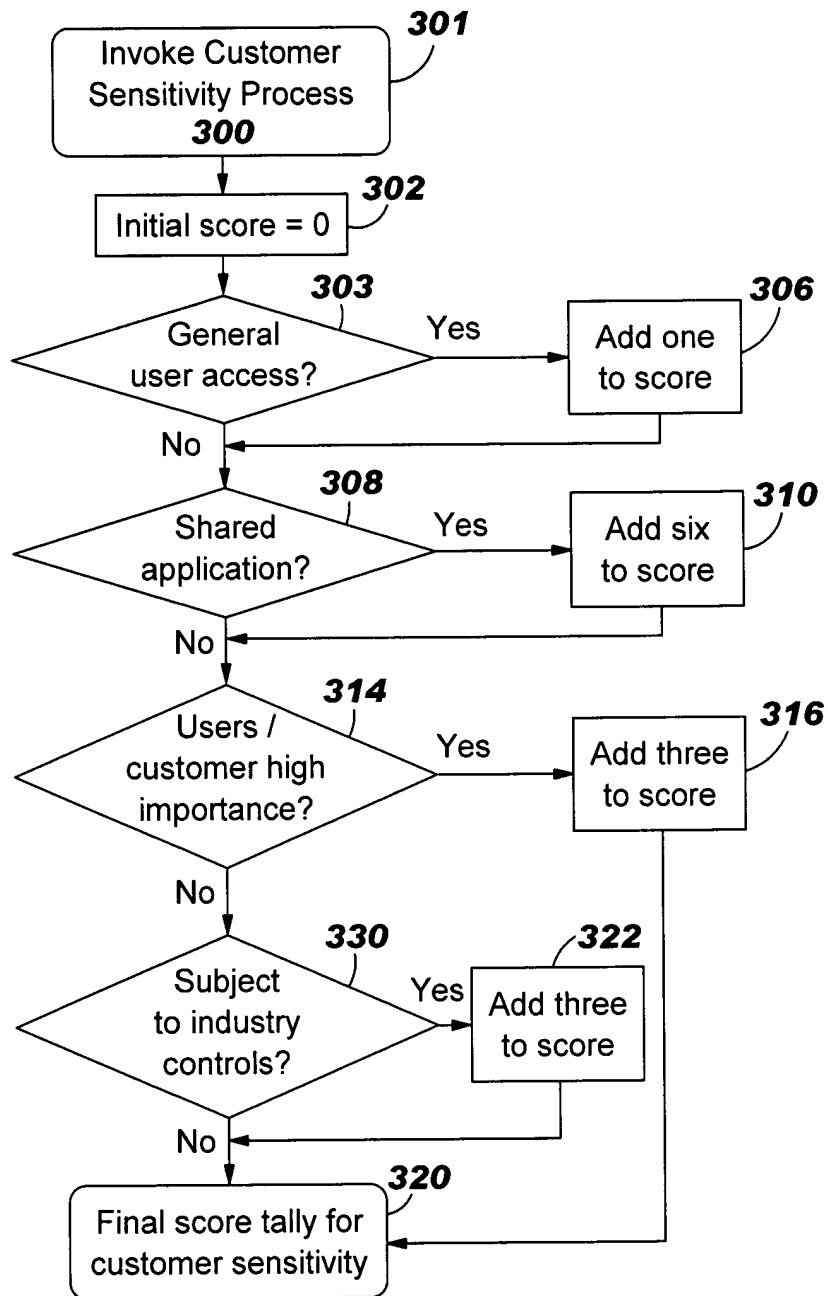 301
Invoke Customer
Sensitivity Process
300
302
Initial score = 0
303
General
user access?
Yes
306
Add one
to score
No
308
Shared
application?
Yes
310
Add six
to score
No
314
Users /
customer high
importance?
Yes
316
Add three
to score
No
330
Subject
to industry
controls?
Yes
322
Add three
to score
No
320
Final score tally for
customer sensitivity